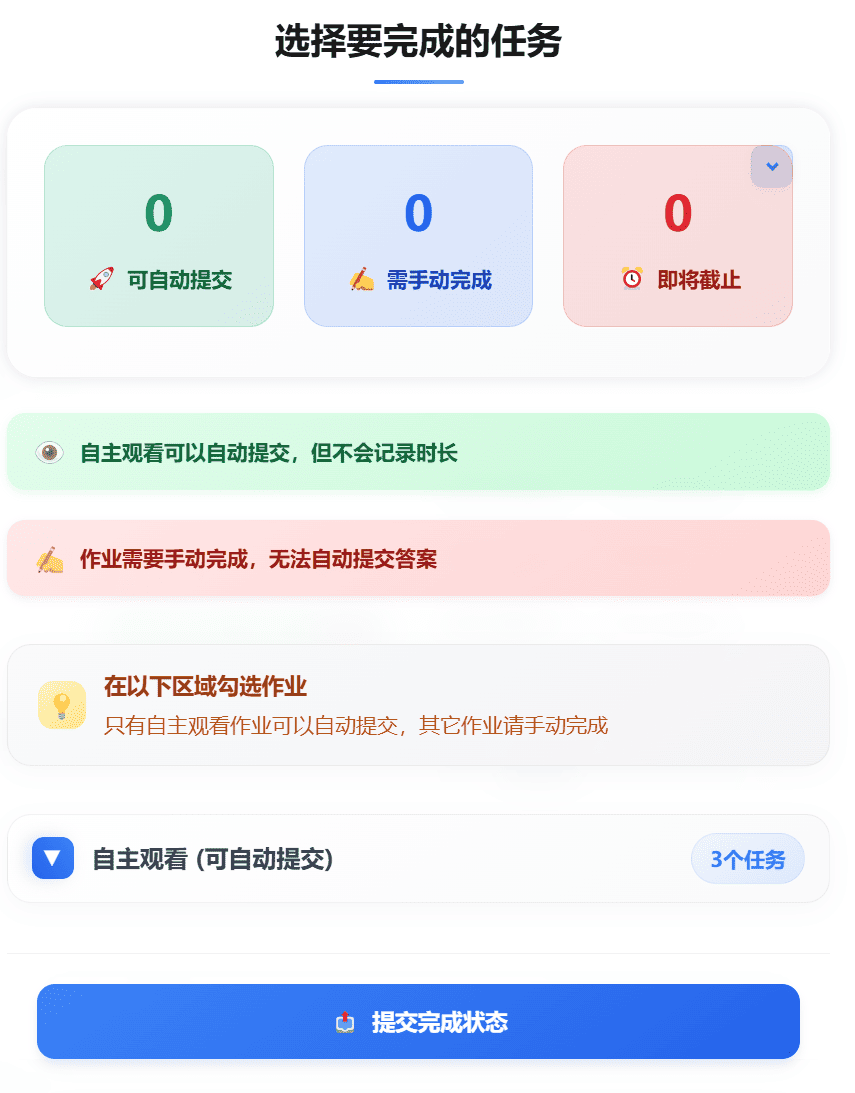 选择要完成的任务
0
可自动提交
0
需手动完成
0
即将截止
自主观看可以自动提交，但不会记录时长
作业需要手动完成，无法自动提交答案
在以下区域勾选作业
只有自主观看作业可以自动提交，其它作业请手动完成
自主观看 (可自动提交)
3个任务
提交完成状态